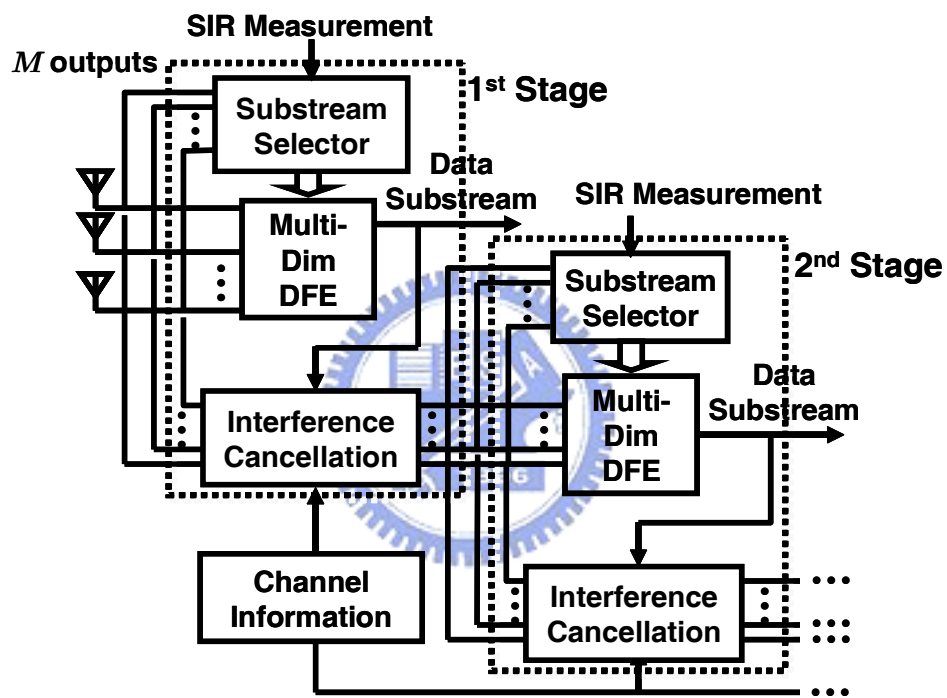 SIR Measurement
M outputs
1st Stage
Substream
Selector
Data
Substream
Multi-
Dim
DFE
SIR Measurement
2nd Stage
Substream
Selector
Interference
Cancellation
Multi-
Dim
DFE
Data
Substream
Channel
Information
Interference
Cancellation